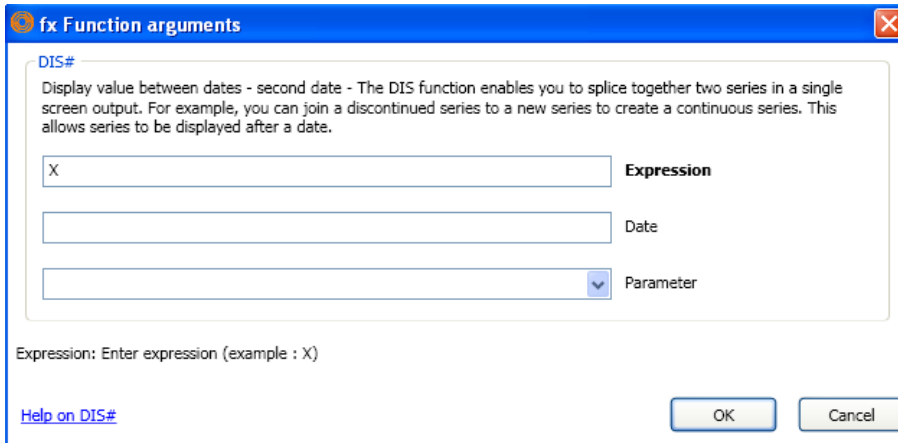 fx Function arguments
DIS#
Display value between dates - second date - The DIS function enables you to splice together two series in a single
screen output. For example, you can join a discontinued series to a new series to create a continuous series. This
allows series to be displayed after a date.
X Expression
Date
Parameter
Expression: Enter expression (example : X)
Help on DIS# OK Cancel